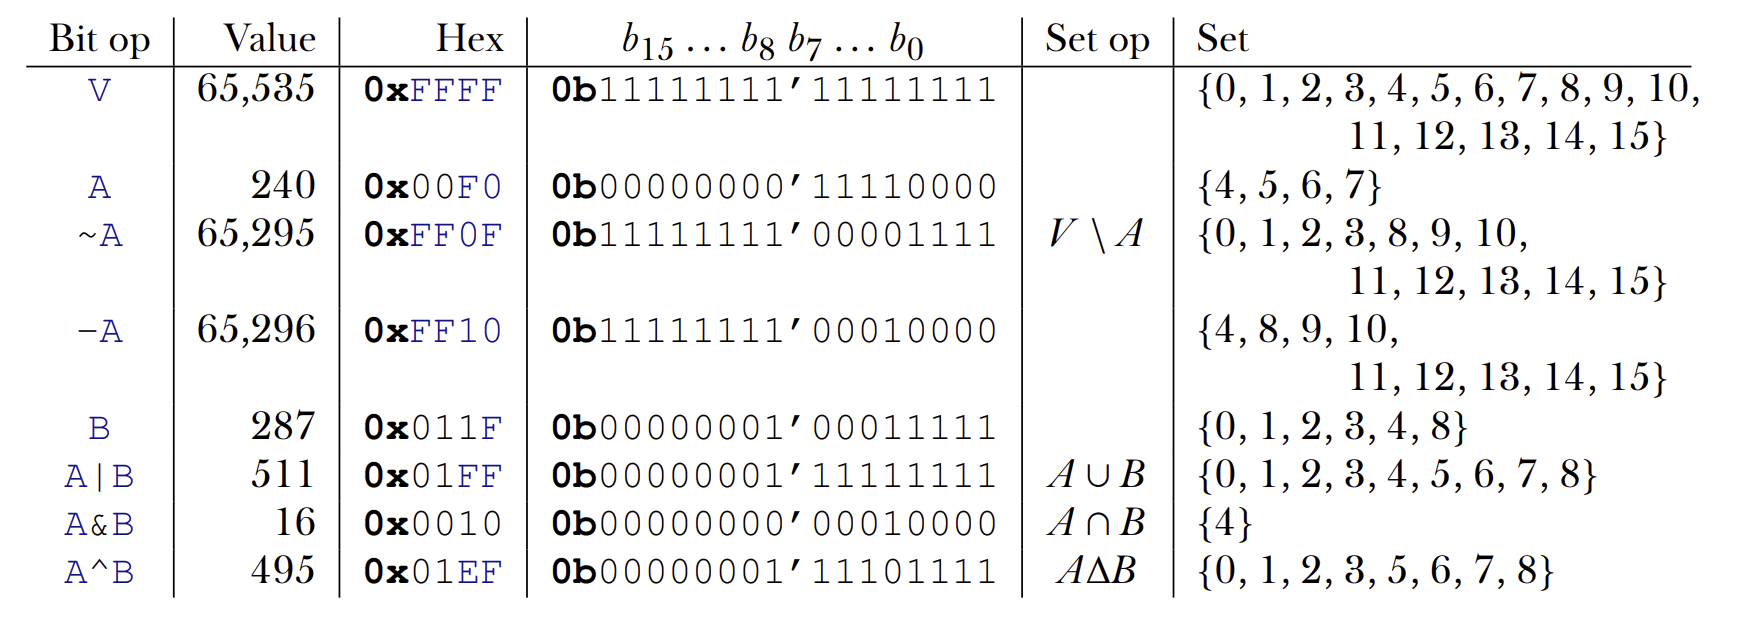 Bit op Value Hex b15 … b8 b7 … b0 Set op Set
V 65,535 0xFFFF 0b11111111′11111111 {0, 1, 2, 3, 4, 5, 6, 7, 8, 9, 10,
11, 12, 13, 14, 15}
A 240 0x00F0 0b00000000′11110000 {4, 5, 6, 7}
~A 65,295 0xFF0F 0b11111111′00001111 V \ A {0, 1, 2, 3, 8, 9, 10,
11, 12, 13, 14, 15}
−A 65,296 0xFF10 0b11111111′00010000 {4, 8, 9, 10,
11, 12, 13, 14, 15}
B 287 0x011F 0b00000001′00011111 {0, 1, 2, 3, 4, 8}
A|B 511 0x01FF 0b00000001′11111111 A ∪ B {0, 1, 2, 3, 4, 5, 6, 7, 8}
A&B 16 0x0010 0b00000000′00010000 A ∩ B {4}
A^B 495 0x01EF 0b00000001′11101111 AΔB {0, 1, 2, 3, 5, 6, 7, 8}